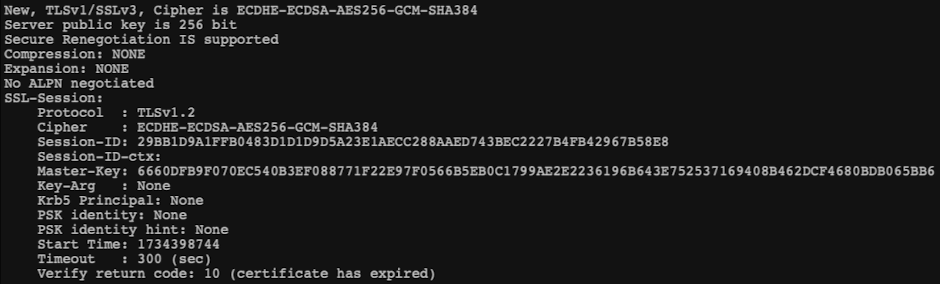 New, TLSv1/SSLv3, Cipher is ECDHE-ECDSA-AES256-GCM-SHA384
Server public key is 256 bit
Secure Renegotiation IS supported
Compression: NONE
Expansion: NONE
No ALPN negotiated
SSL-Session:
    Protocol  : TLSv1.2
    Cipher    : ECDHE-ECDSA-AES256-GCM-SHA384
    Session-ID: 29BB1D9A1FFB0483D1D1D9D5A23E1AECC288AAED743BEC2227B4FB42967B58E8
    Session-ID-ctx:
    Master-Key: 6660DFB9F070EC540B3EF088771F22E97F0566B5EB0C1799AE2E2236196B643E752537169408B462DCF4680BDB065BB6
    Key-Arg   : None
    Krb5 Principal: None
    PSK identity: None
    PSK identity hint: None
    Start Time: 1734398744
    Timeout   : 300 (sec)
    Verify return code: 10 (certificate has expired)